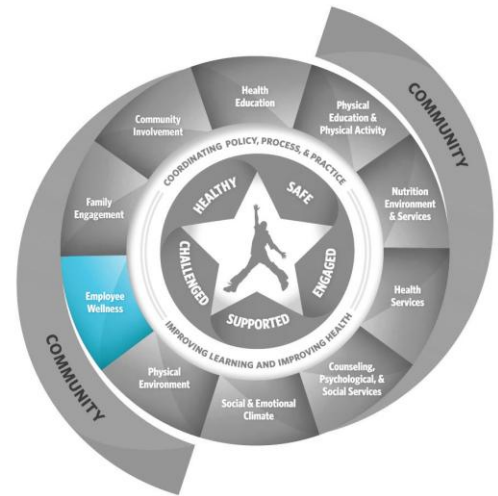 COMMUNITY
Health
Education
Physical
Education &
Physical Activity
Nutrition
Environment
& Services
Health
Services
Counseling,
Psychological, &
Social Services
Social & Emotional
Climate
Physical
Environment
Employee
Wellness
Family
Engagement
Community
Involvement
COORDINATING POLICY, PROCESS, & PRACTICE
IMPROVING LEARNING AND IMPROVING HEALTH
HEALTHY
SAFE
ENGAGED
SUPPORTED
CHALLENGED
COMMUNITY